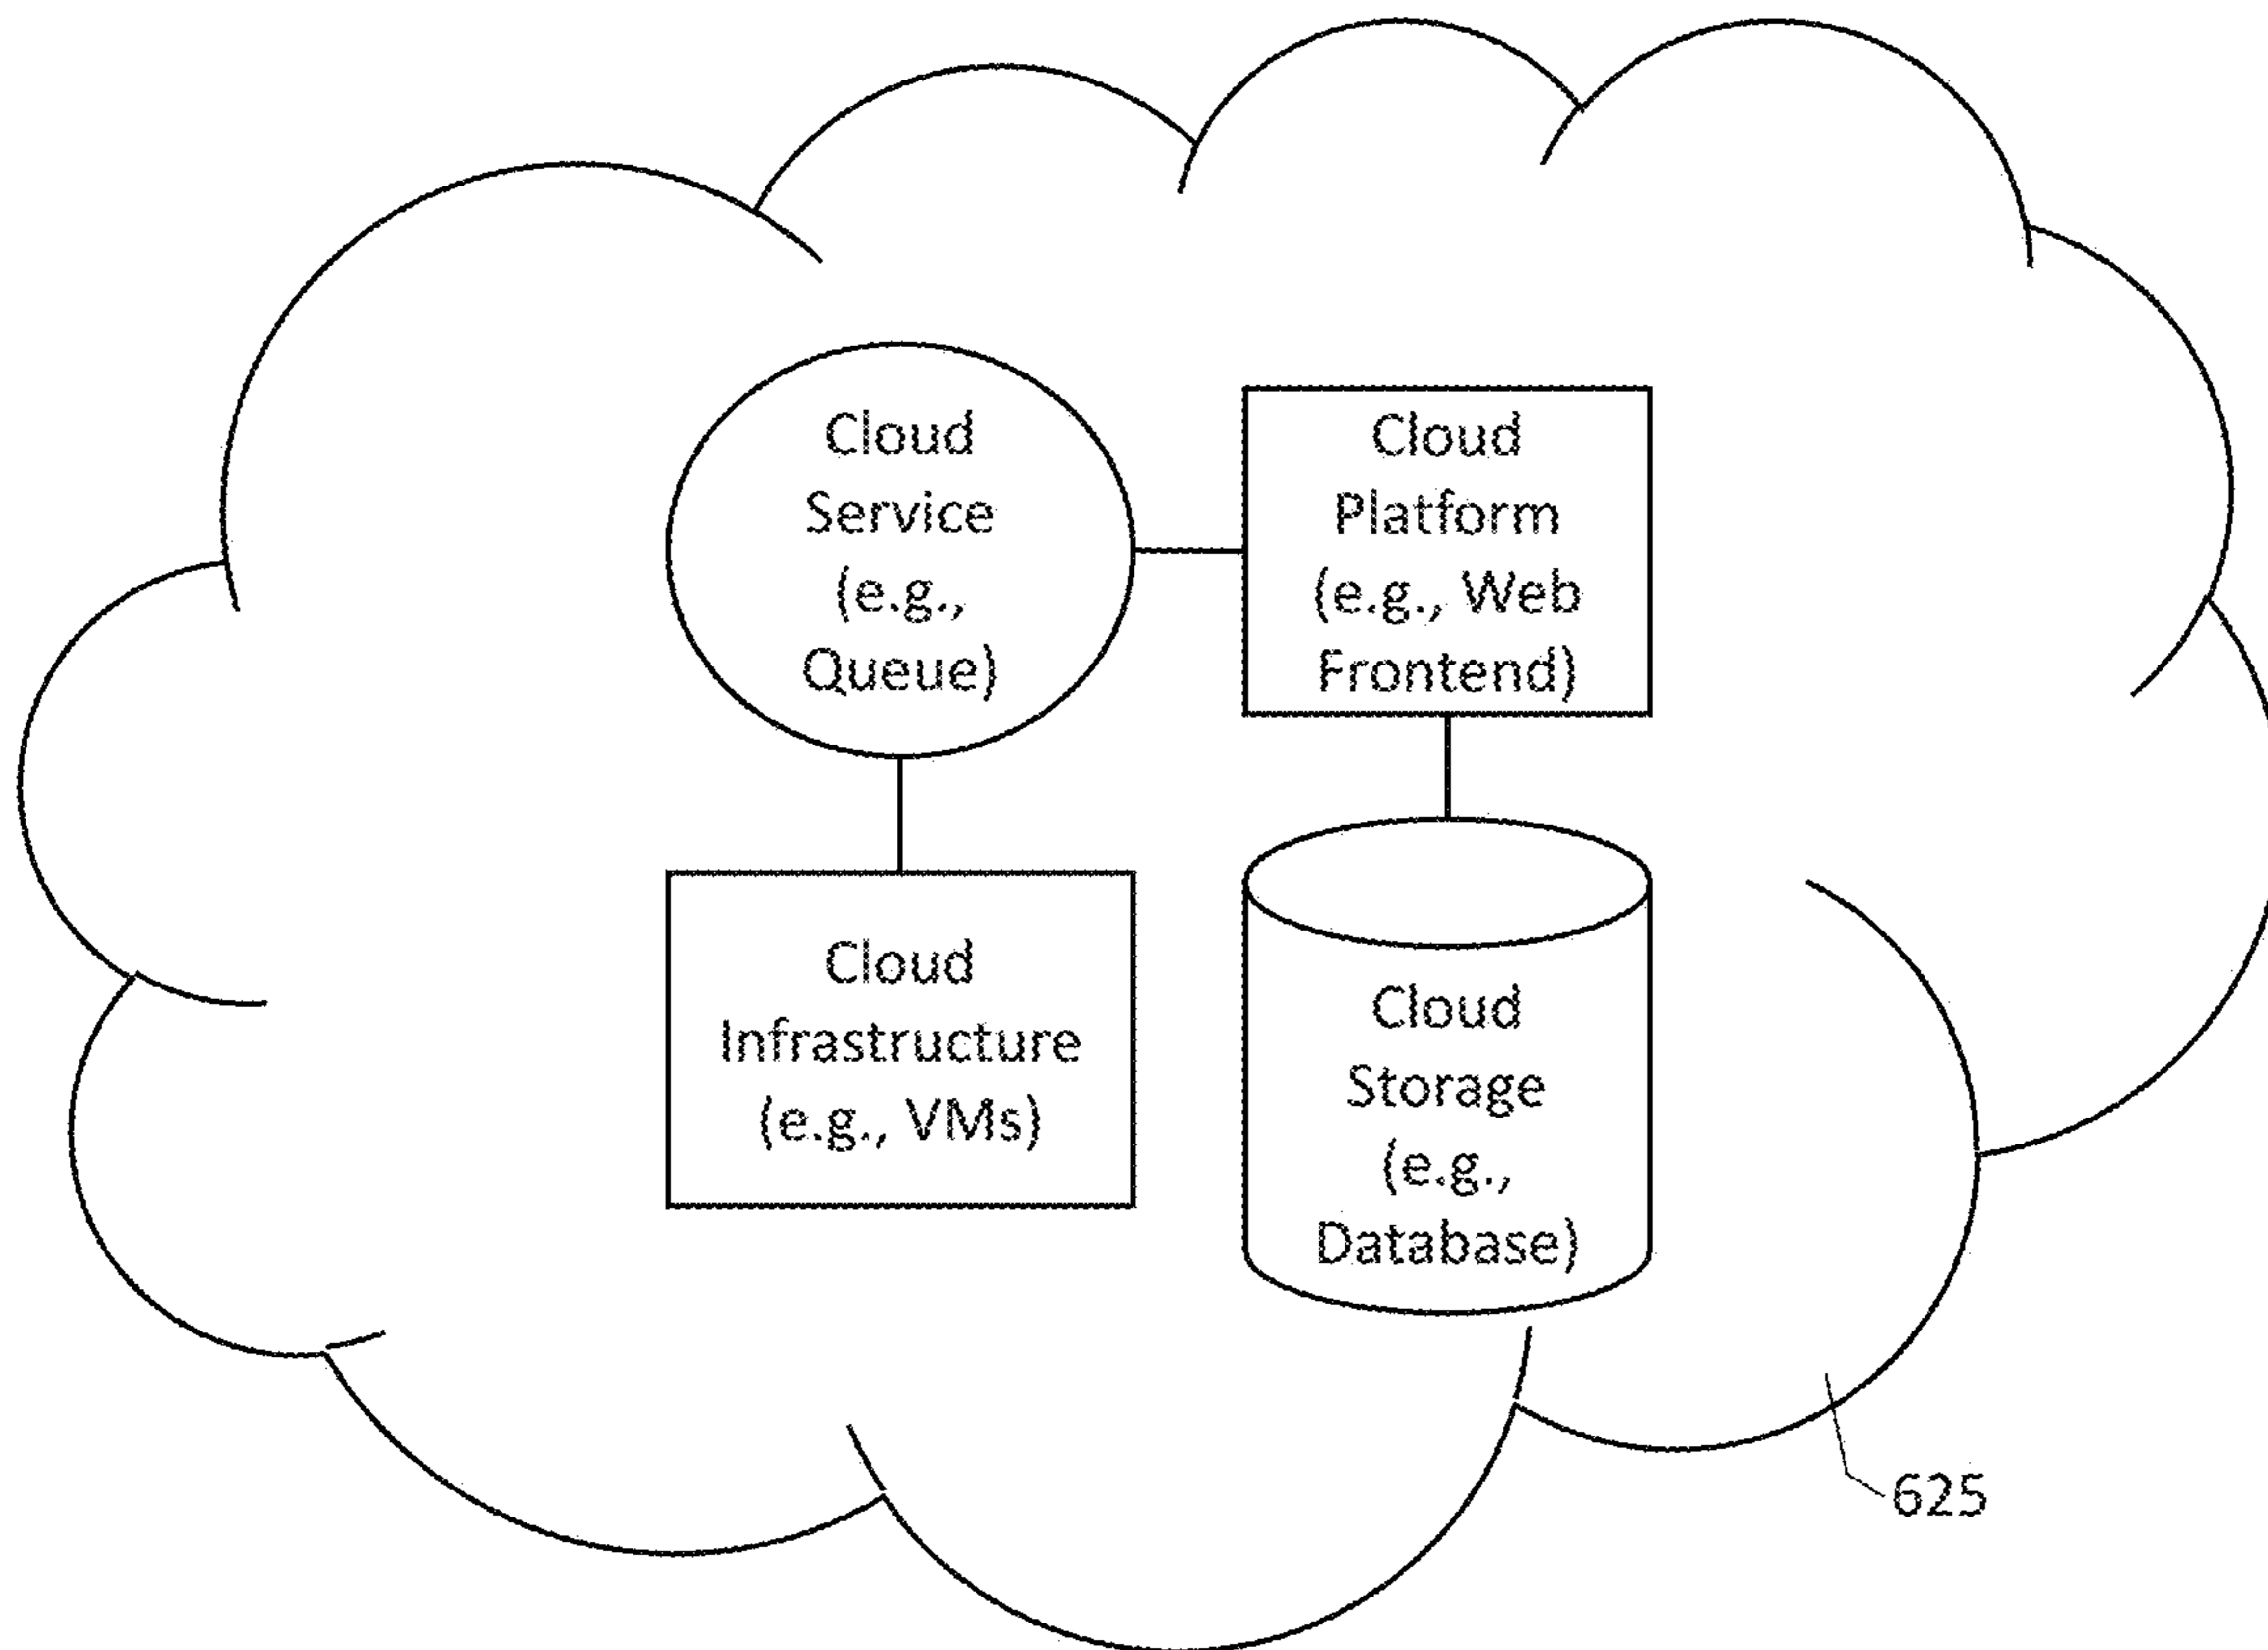 Cloud
Service
(e.g.,
Queue)
Cloud
Platform
(e.g., Web
Frontend)
Cloud
Infrastructure
(e.g., VMs)
Cloud
Storage
(e.g.,
Database)
625